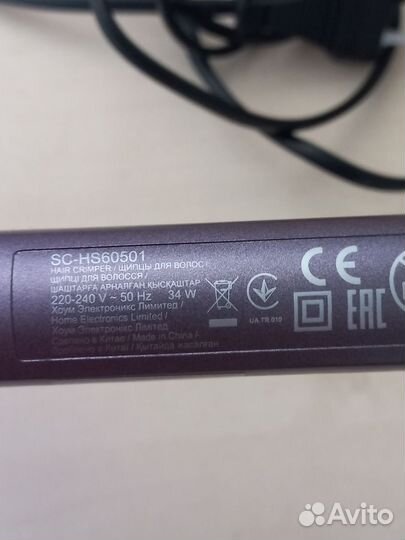 SC-HS60501
HAIR CRIMPER / ЩИПЦЫ ДЛЯ ВОЛОС /
ЩИПЦІ ДЛЯ ВОЛОССЯ /
ШАШТАРҒА АРНАЛҒАН ҚЫСҚАШТАР
220-240 V ~ 50 Hz 34 W
Хоум Электроникс Лимитед /
Home Electronics Limited /
Хоум Электронікс Лімітед
Сделано в Китае / Made in China /
Зроблено в Китаї / Қытайда жасалған
UA.TR.010
CE
EAC
Avito